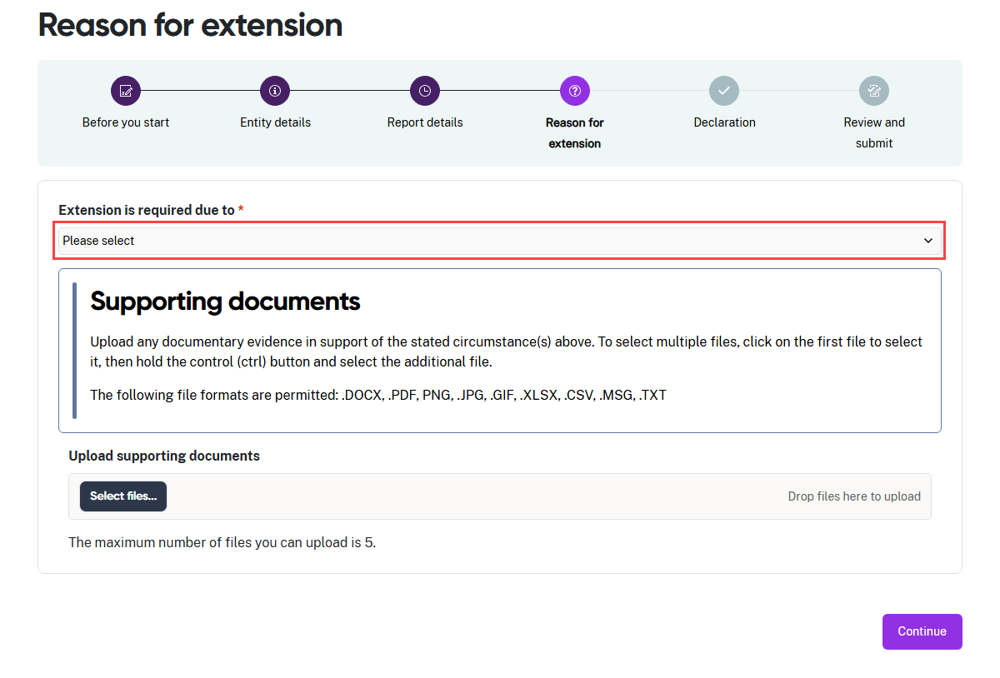 Reason for extension
Before you start
Entity details
Report details
Reason for
extension
Declaration
Review and
submit
Extension is required due to *
Please select
Supporting documents
Upload any documentary evidence in support of the stated circumstance(s) above. To select multiple files, click on the first file to select
it, then hold the control (ctrl) button and select the additional file.
The following file formats are permitted: .DOCX, .PDF, PNG, .JPG, .GIF, .XLSX, .CSV, .MSG, .TXT
Upload supporting documents
Select files...
Drop files here to upload
The maximum number of files you can upload is 5.
Continue